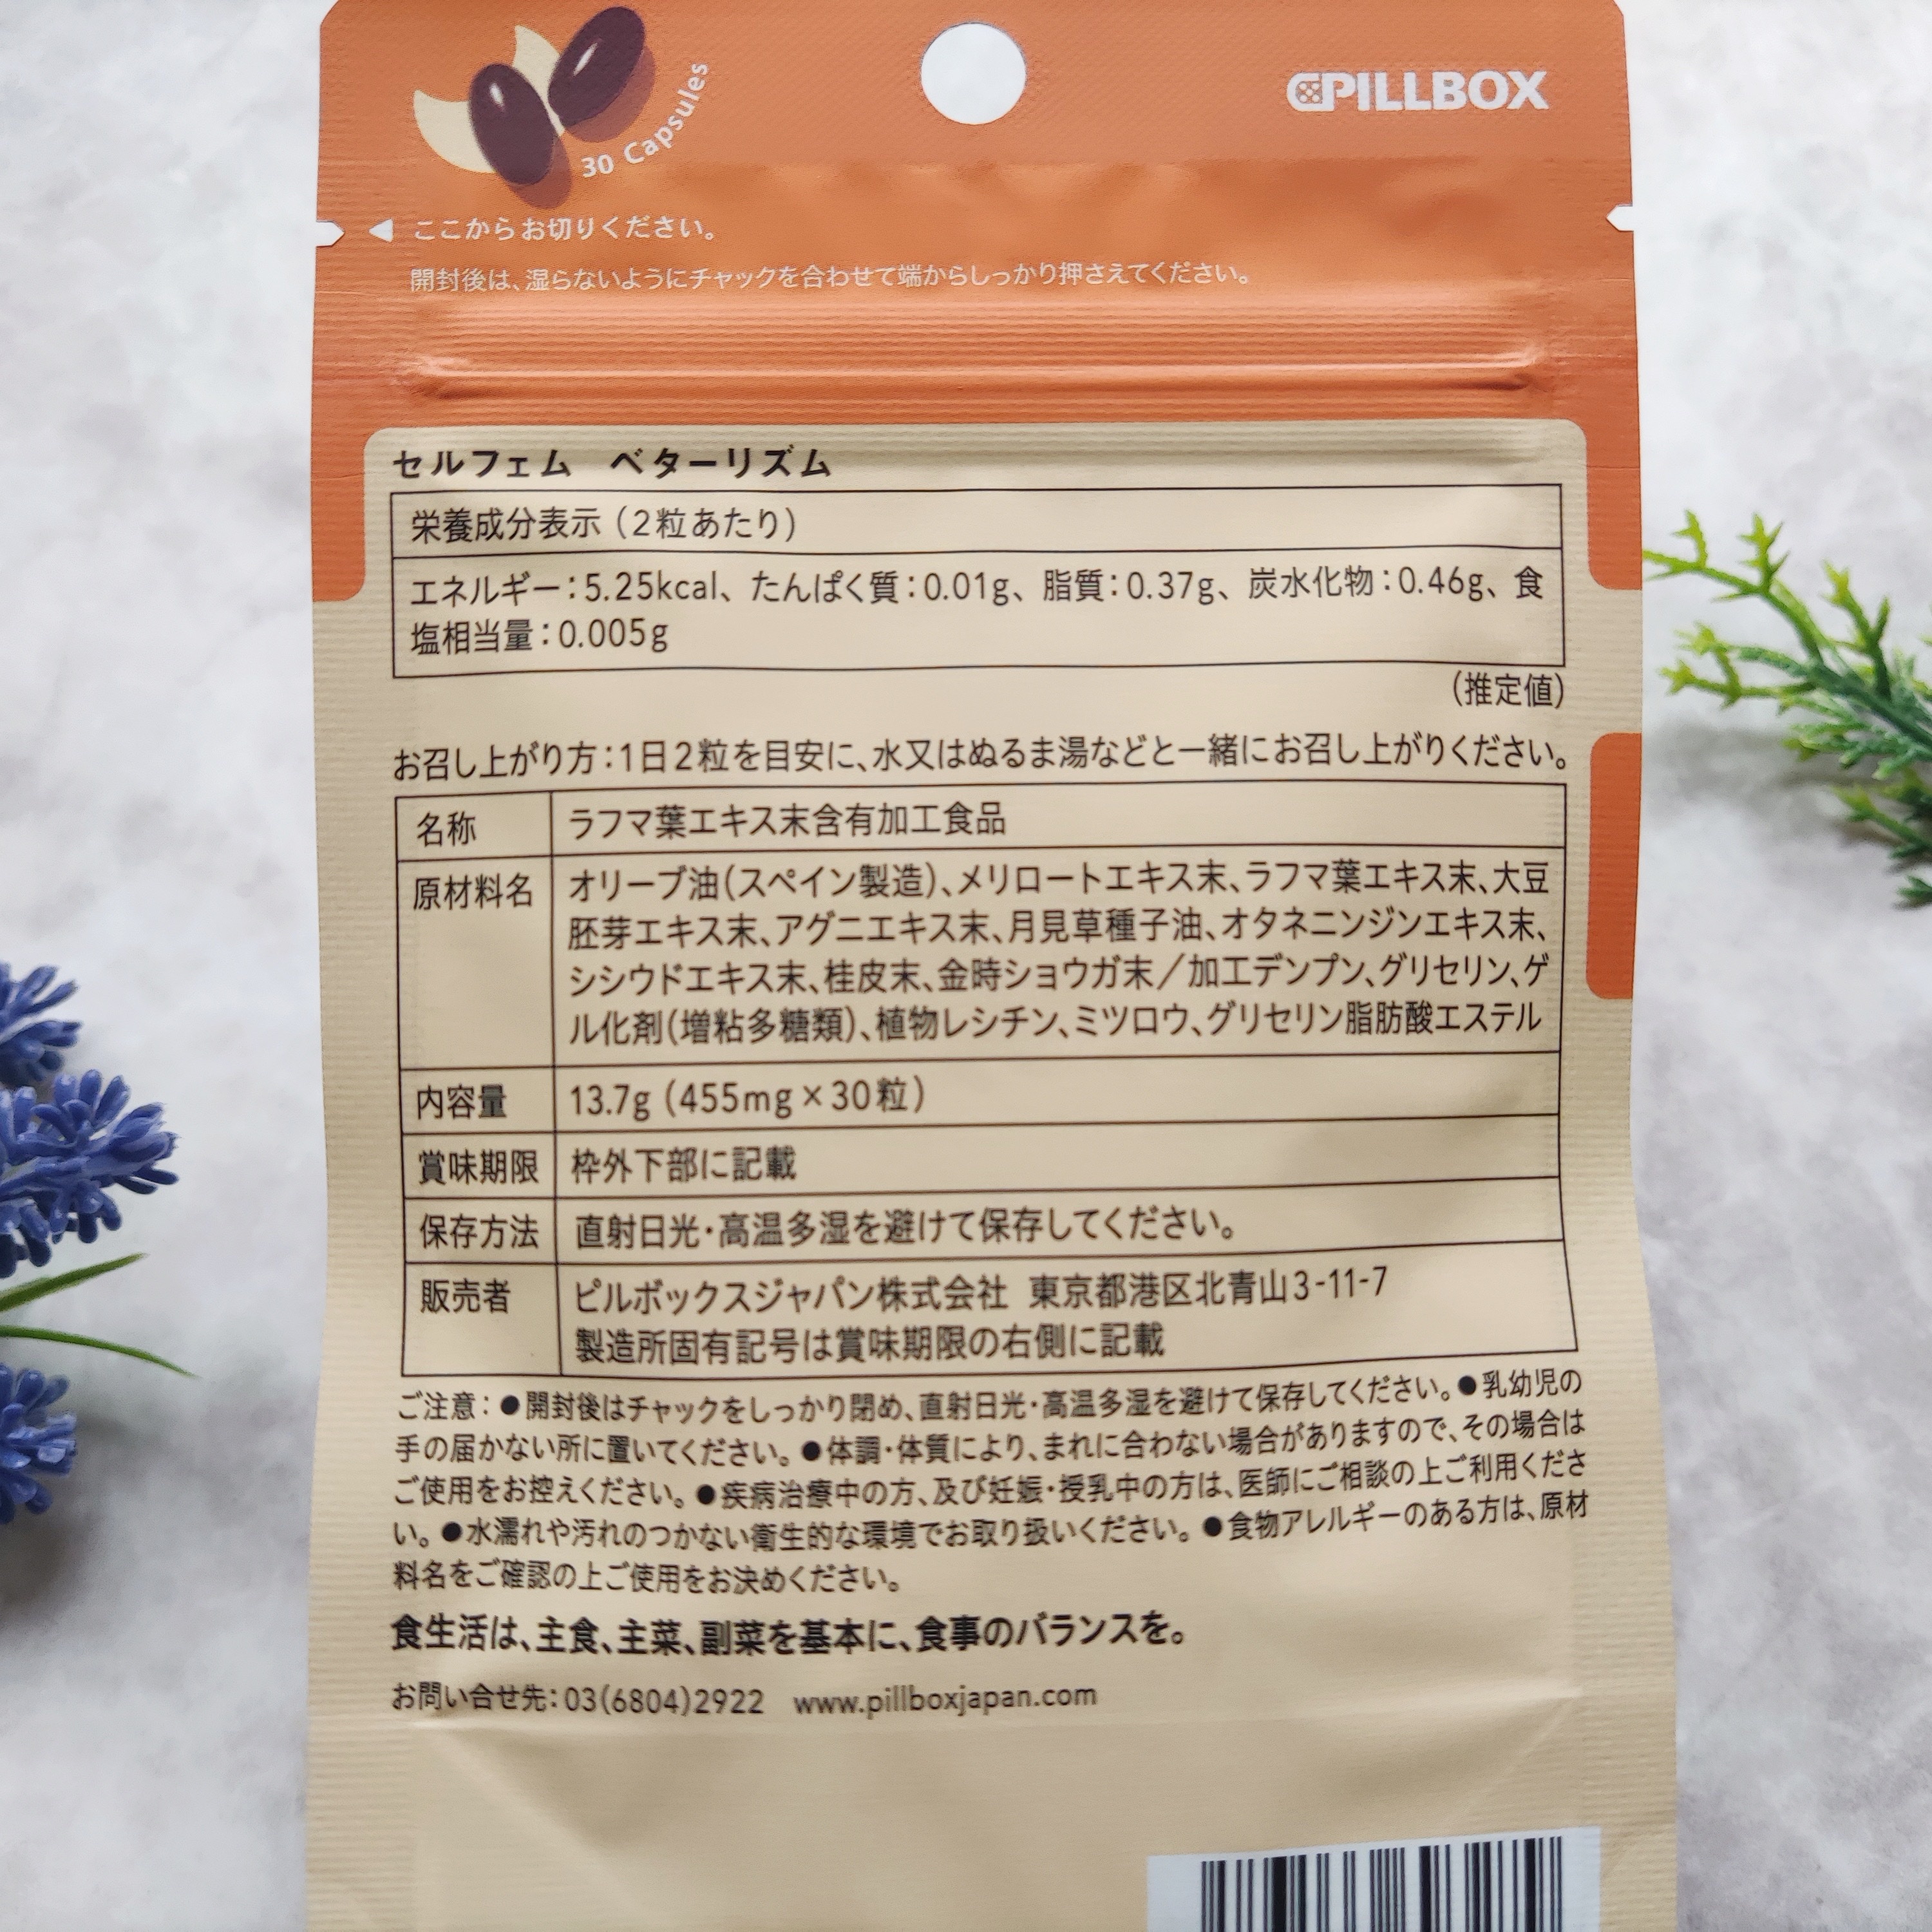 30 Capsules
PILLBOX
ここからお切りください。
開封後は、湿らないようにチャックを合わせて端からしっかり押さえてください。
セルフェム ベターリズム
栄養成分表示(2粒あたり)
エネルギー:5.25kcal、たんぱく質:0.01g、脂質:0.37g、炭水化物:0.46g、食
塩相当量:0.005g
(推定値)
お召し上がり方:1日2粒を目安に、水又はぬるま湯などと一緒にお召し上がりください。
名称 ラフマ葉エキス末含有加工食品
原材料名 オリーブ油(スペイン製造)、メリロートエキス末、ラフマ葉エキス末、大豆
胚芽エキス末、アグニエキス末、月見草種子油、オタネニンジンエキス末、
シシウドエキス末、桂皮末、金時ショウガ末/加工デンプン、グリセリン、ゲ
ル化剤(増粘多糖類)、植物レシチン、ミツロウ、グリセリン脂肪酸エステル
内容量 13.7g(455mg×30粒)
賞味期限 枠外下部に記載
保存方法 直射日光・高温多湿を避けて保存してください。
販売者 ピルボックスジャパン株式会社 東京都港区北青山3-11-7
製造所固有記号は賞味期限の右側に記載
ご注意:●開封後はチャックをしっかり閉め、直射日光・高温多湿を避けて保存してください。●乳幼児の
手の届かない所に置いてください。●体調・体質により、まれに合わない場合がありますので、その場合は
ご使用をお控えください。●疾病治療中の方、及び妊娠・授乳中の方は、医師にご相談の上ご利用くださ
い。●水濡れや汚れのつかない衛生的な環境でお取り扱いください。●食物アレルギーのある方は、原材
料名をご確認の上ご使用をお決めください。
食生活は、主食、主菜、副菜を基本に、食事のバランスを。
お問い合せ先:03(6804)2922 www.pillboxjapan.com